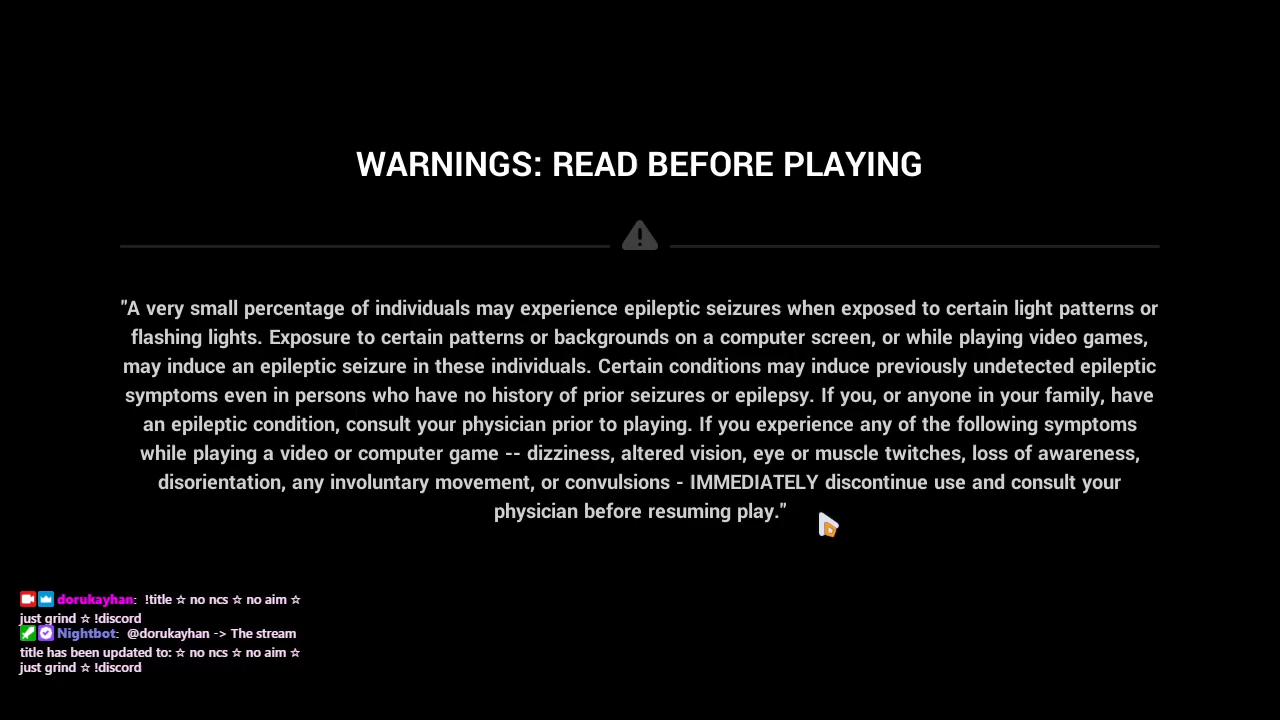 WARNINGS: READ BEFORE PLAYING
"A very small percentage of individuals may experience epileptic seizures when exposed to certain light patterns or
flashing lights. Exposure to certain patterns or backgrounds on a computer screen, or while playing video games,
may induce an epileptic seizure in these individuals. Certain conditions may induce previously undetected epileptic
symptoms even in persons who have no history of prior seizures or epilepsy. If you, or anyone in your family, have
an epileptic condition, consult your physician prior to playing. If you experience any of the following symptoms
while playing a video or computer game -- dizziness, altered vision, eye or muscle twitches, loss of awareness,
disorientation, any involuntary movement, or convulsions - IMMEDIATELY discontinue use and consult your
physician before resuming play."
dorukayhan: !title ☆ no ncs ☆ no aim ☆
just grind ☆ !discord
Nightbot: @dorukayhan -> The stream
title has been updated to: ☆ no ncs ☆ no aim ☆
just grind ☆ !discord